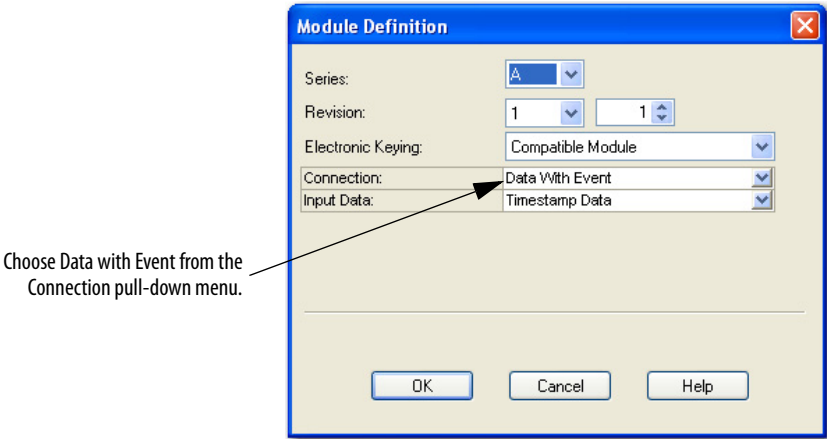 Module Definition
Series: A
Revision: 1 1
Electronic Keying: Compatible Module
Connection: Data With Event
Input Data: Timestamp Data
Choose Data with Event from the
Connection pull-down menu.
OK Cancel Help